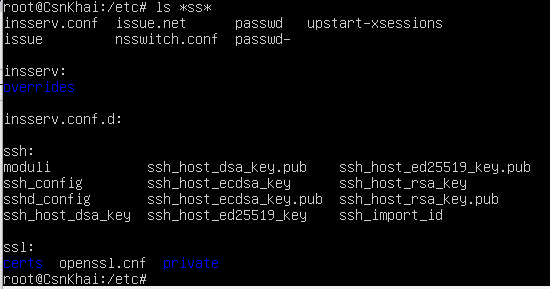 root@CsnKhai:/etc# ls *ss*
insserv.conf  issue.net      passwd   upstart-xsessions
issue         nsswitch.conf  passwd-

insserv:
overrides

insserv.conf.d:

ssh:
moduli            ssh_host_dsa_key.pub    ssh_host_ed25519_key.pub
ssh_config        ssh_host_ecdsa_key      ssh_host_rsa_key
sshd_config       ssh_host_ecdsa_key.pub  ssh_host_rsa_key.pub
ssh_host_dsa_key  ssh_host_ed25519_key    ssh_import_id

ssl:
certs  openssl.cnf  private
root@CsnKhai:/etc#